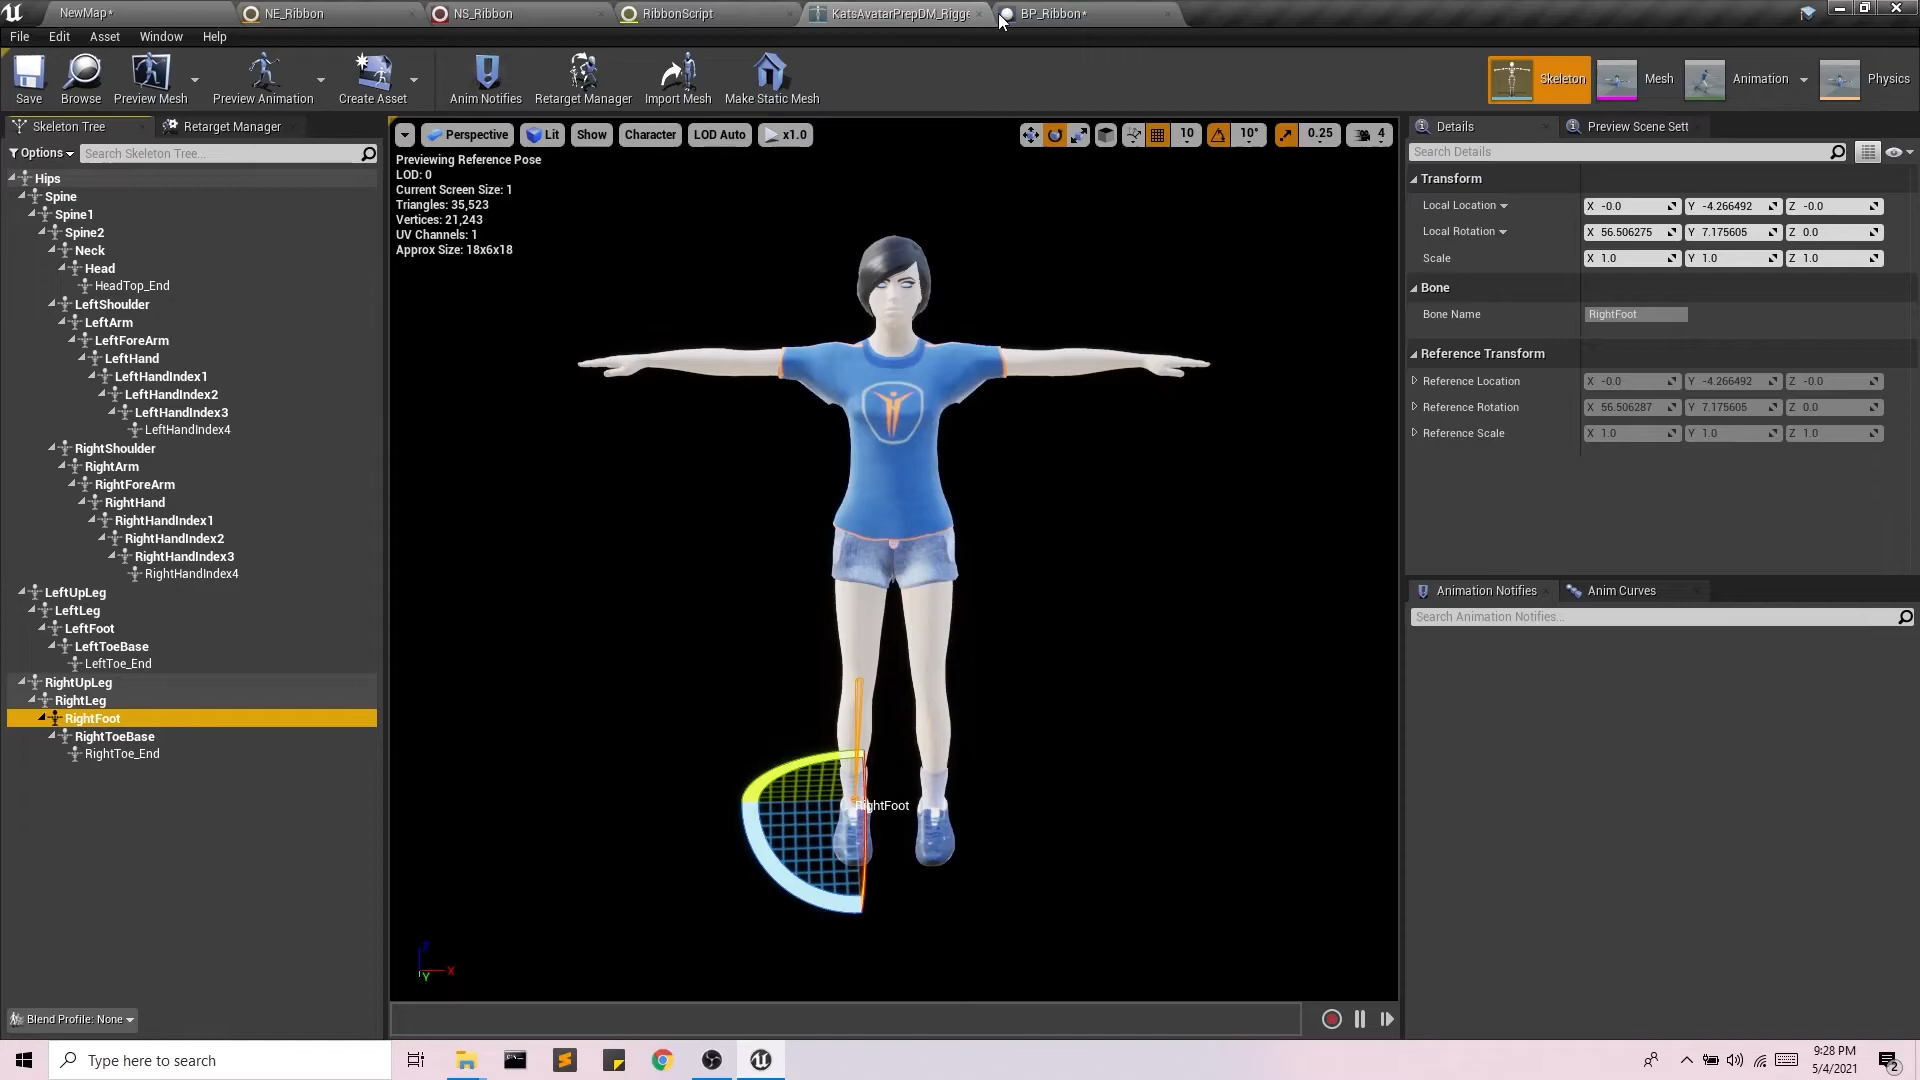 NewMap*
NE_Ribbon
NS_Ribbon
RibbonScript
KatsAvatarPrepDM_Rigge
BP_Ribbon*
File Edit Asset Window Help
Save
Browse
Preview Mesh
Preview Animation
Create Asset
Anim Notifies
Retarget Manager
Import Mesh
Make Static Mesh
Skeleton
Mesh
Animation
Physics
Skeleton Tree
Retarget Manager
Options
Search Skeleton Tree...
Hips
Spine
Spine1
Spine2
Neck
Head
HeadTop_End
LeftShoulder
LeftArm
LeftForeArm
LeftHand
LeftHandIndex1
LeftHandIndex2
LeftHandIndex3
LeftHandIndex4
RightShoulder
RightArm
RightForeArm
RightHand
RightHandIndex1
RightHandIndex2
RightHandIndex3
RightHandIndex4
LeftUpLeg
LeftLeg
LeftFoot
LeftToeBase
LeftToe_End
RightUpLeg
RightLeg
RightFoot
RightToeBase
RightToe_End
Blend Profile: None
Perspective
Lit
Show
Character
LOD Auto
x1.0
10
10°
0.25
4
Previewing Reference Pose
LOD: 0
Current Screen Size: 1
Triangles: 35,523
Vertices: 21,243
UV Channels: 1
Approx Size: 18x6x18
RightFoot
Z
X
Y
Details
Preview Scene Sett
Search Details
Transform
Local Location X -0.0 Y -4.266492 Z -0.0
Local Rotation X 56.506275 Y 7.175605 Z 0.0
Scale X 1.0 Y 1.0 Z 1.0
Bone
Bone Name RightFoot
Reference Transform
Reference Location X -0.0 Y -4.266492 Z -0.0
Reference Rotation X 56.506287 Y 7.175605 Z 0.0
Reference Scale X 1.0 Y 1.0 Z 1.0
Animation Notifies
Anim Curves
Search Animation Notifies...
Type here to search
9:28 PM
5/4/2021
2